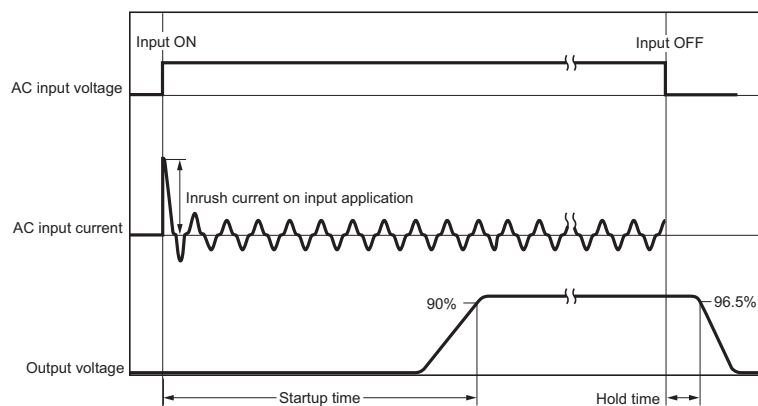 Input ON
Input OFF
AC input voltage
Inrush current on input application
AC input current
90%
96.5%
Output voltage
Startup time
Hold time